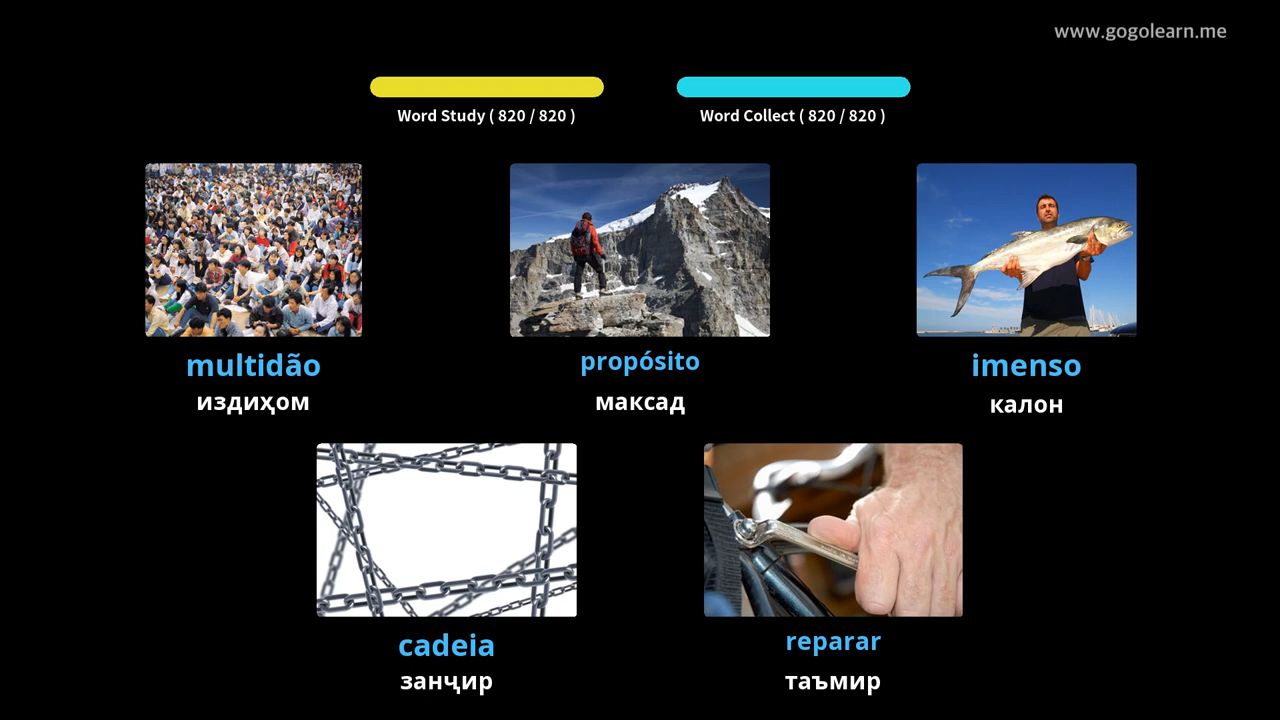 www.gogolearn.me
Word Study ( 820 / 820 )
Word Collect ( 820 / 820 )
multidão
издиҳом
propósito
максад
imenso
калон
cadeia
занҷир
reparar
таъмир